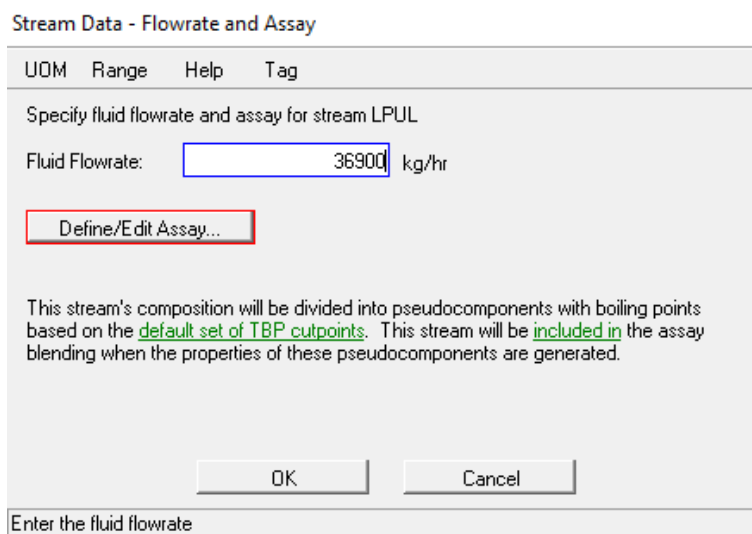 Stream Data - Flowrate and Assay
UOM Range Help Tag
Specify fluid flowrate and assay for stream LPUL
Fluid Flowrate: 36900 kg/hr
Define/Edit Assay...
This stream's composition will be divided into pseudocomponents with boiling points
based on the default set of TBP cutpoints. This stream will be included in the assay
blending when the properties of these pseudocomponents are generated.
OK Cancel
Enter the fluid flowrate